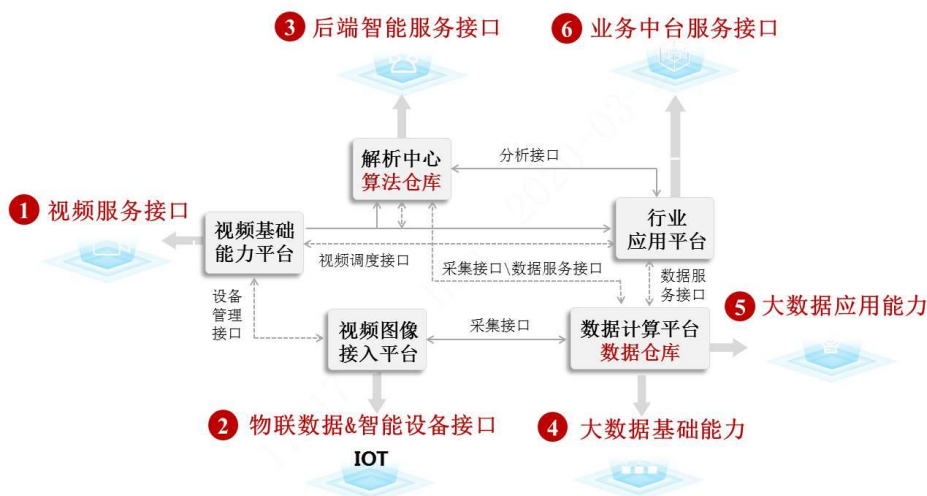 3 后端智能服务接口
6 业务中台服务接口
解析中心
算法仓库
分析接口
1 视频服务接口
视频基础
能力平台
行业
应用平台
视频调度接口
采集接口\数据服务接口
数据服
务接口
设备
管理
接口
视频图像
接入平台
采集接口
数据计算平台
数据仓库
5 大数据应用能力
2 物联数据&智能设备接口
IOT
4 大数据基础能力